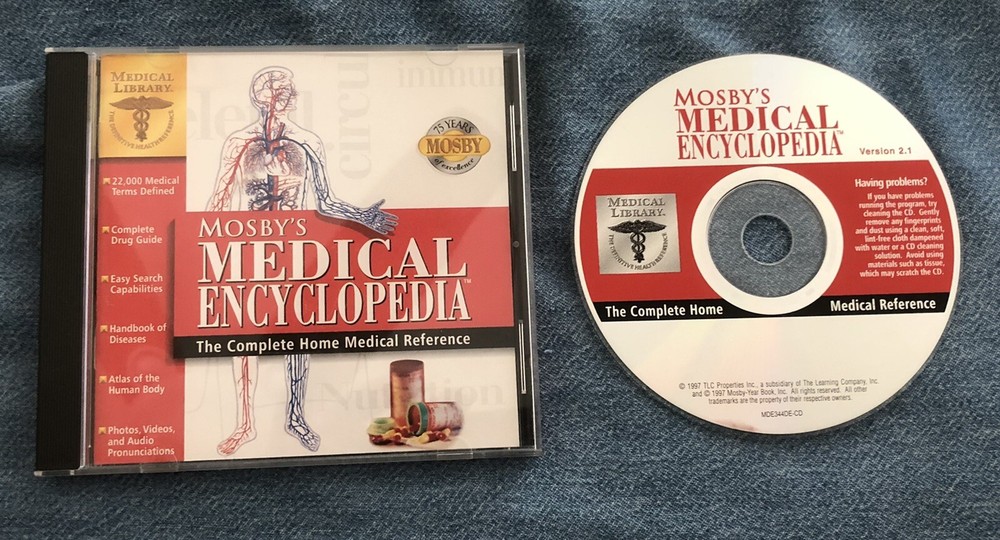 MEDICAL
LIBRARY
THE DEFINITIVE HEALTH REFERENCE
22,000 Medical
Terms Defined
Complete
Drug Guide
Easy Search
Capabilities
Handbook of
Diseases
Atlas of the
Human Body
Photos, Videos,
and Audio
Pronunciations
immun
circu
75 YEARS
MOSBY
of excellence
MOSBY'S
MEDICAL
ENCYCLOPEDIA™
The Complete Home Medical Reference
MOSBY'S
MEDICAL
ENCYCLOPEDIA™
Version 2.1
MEDICAL
LIBRARY
THE DEFINITIVE HEALTH REFERENCE
Having problems?
If you have problems
running the program, try
cleaning the CD. Gently
remove any fingerprints
and dust using a clean, soft,
lint-free cloth dampened
with water or a CD cleaning
solution. Avoid using
materials such as tissue,
which may scratch the CD.
The Complete Home Medical Reference
© 1997 TLC Properties Inc., a subsidiary of The Learning Company, Inc.
and © 1997 Mosby-Year Book, Inc. All rights reserved. All other
trademarks are the property of their respective owners.
MDE344DE-CD